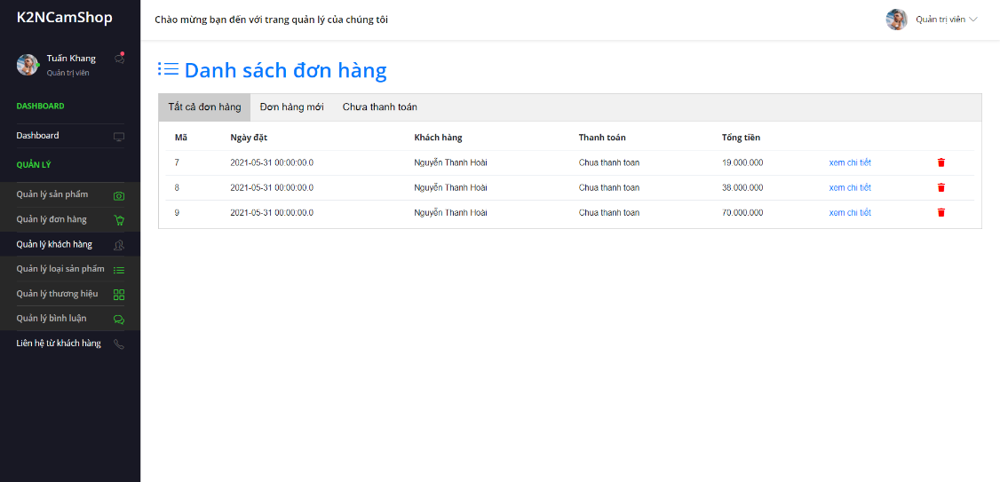 K2NCamShop
Chào mừng bạn đến với trang quản lý của chúng tôi
Quản trị viên
Tuấn Khang
Quản trị viên
DASHBOARD
Dashboard
QUẢN LÝ
Quản lý sản phẩm
Quản lý đơn hàng
Quản lý khách hàng
Quản lý loại sản phẩm
Quản lý thương hiệu
Quản lý bình luận
Liên hệ từ khách hàng
Danh sách đơn hàng
Tất cả đơn hàng Đơn hàng mới Chưa thanh toán
Mã Ngày đặt Khách hàng Thanh toán Tổng tiền
7 2021-05-31 00:00:00.0 Nguyễn Thanh Hoài Chua thanh toan 19.000.000 xem chi tiết
8 2021-05-31 00:00:00.0 Nguyễn Thanh Hoài Chua thanh toan 38.000.000 xem chi tiết
9 2021-05-31 00:00:00.0 Nguyễn Thanh Hoài Chua thanh toan 70.000.000 xem chi tiết